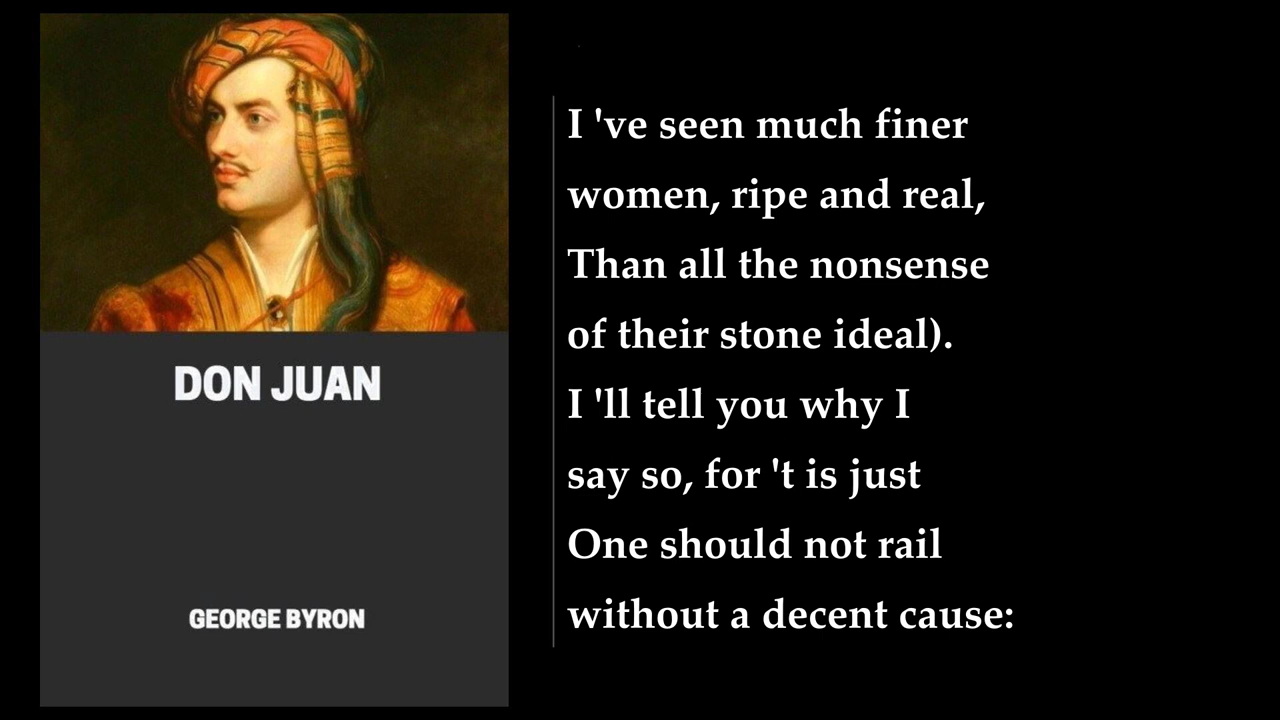 DON JUAN
GEORGE BYRON
I 've seen much finer
women, ripe and real,
Than all the nonsense
of their stone ideal).
I 'll tell you why I
say so, for 't is just
One should not rail
without a decent cause: